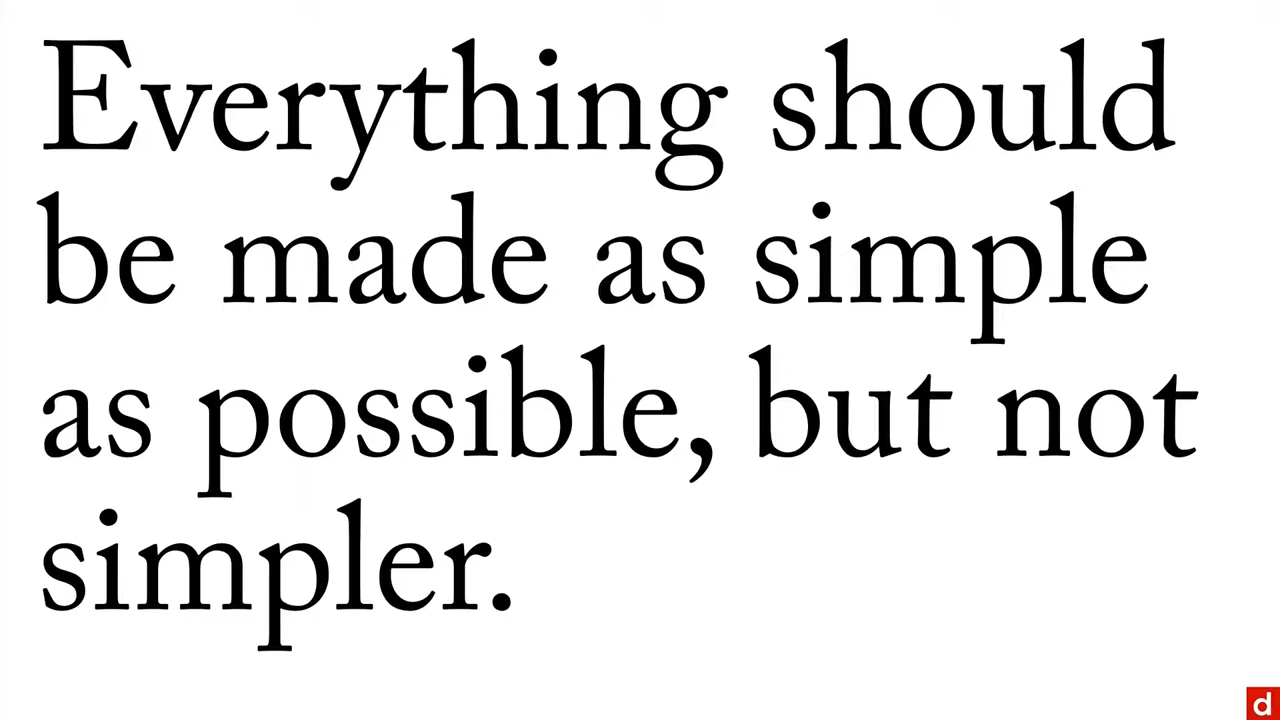 Everything should
be made as simple
as possible, but not
simpler.
d